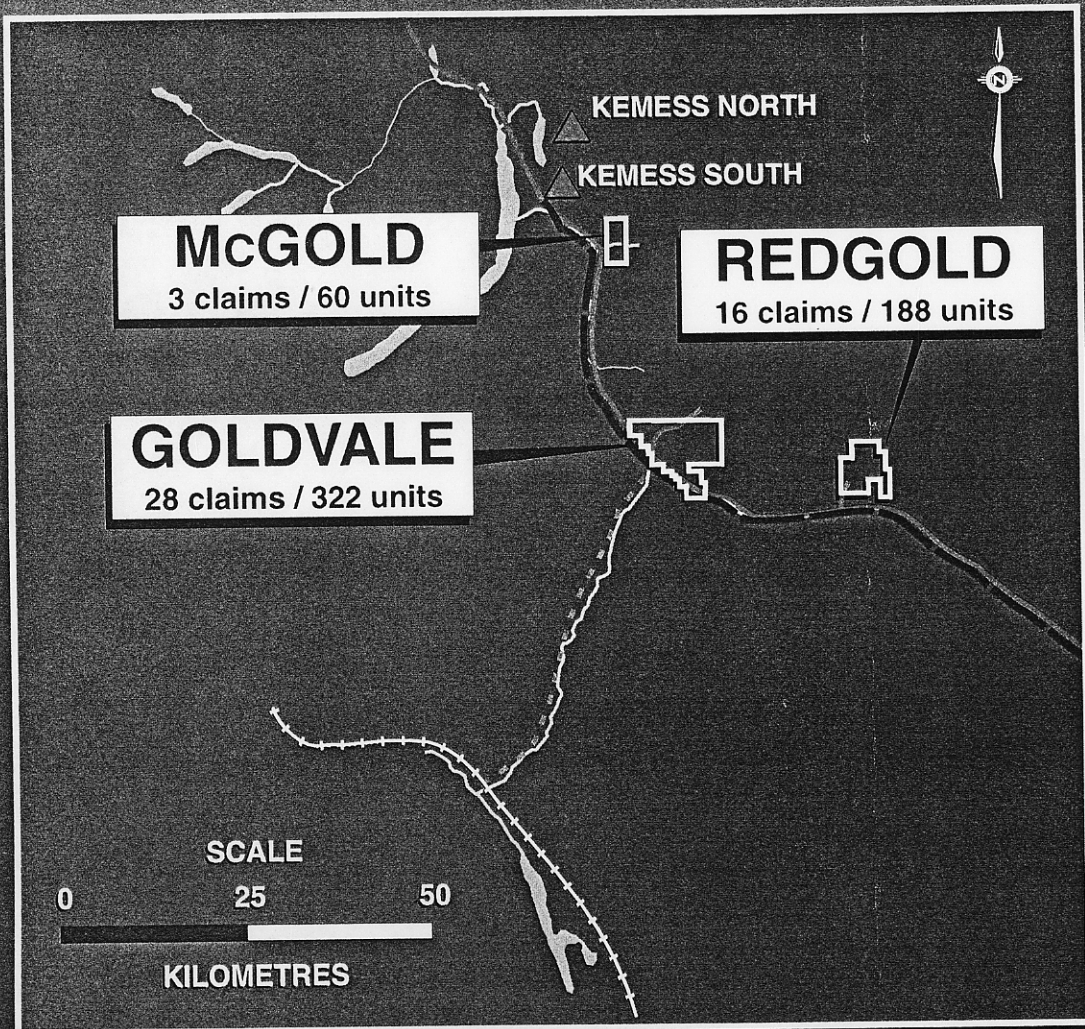 N
KEMESS NORTH
KEMESS SOUTH
McGOLD
3 claims / 60 units
REDGOLD
16 claims / 188 units
GOLDVALE
28 claims / 322 units
SCALE
0 25 50
KILOMETRES